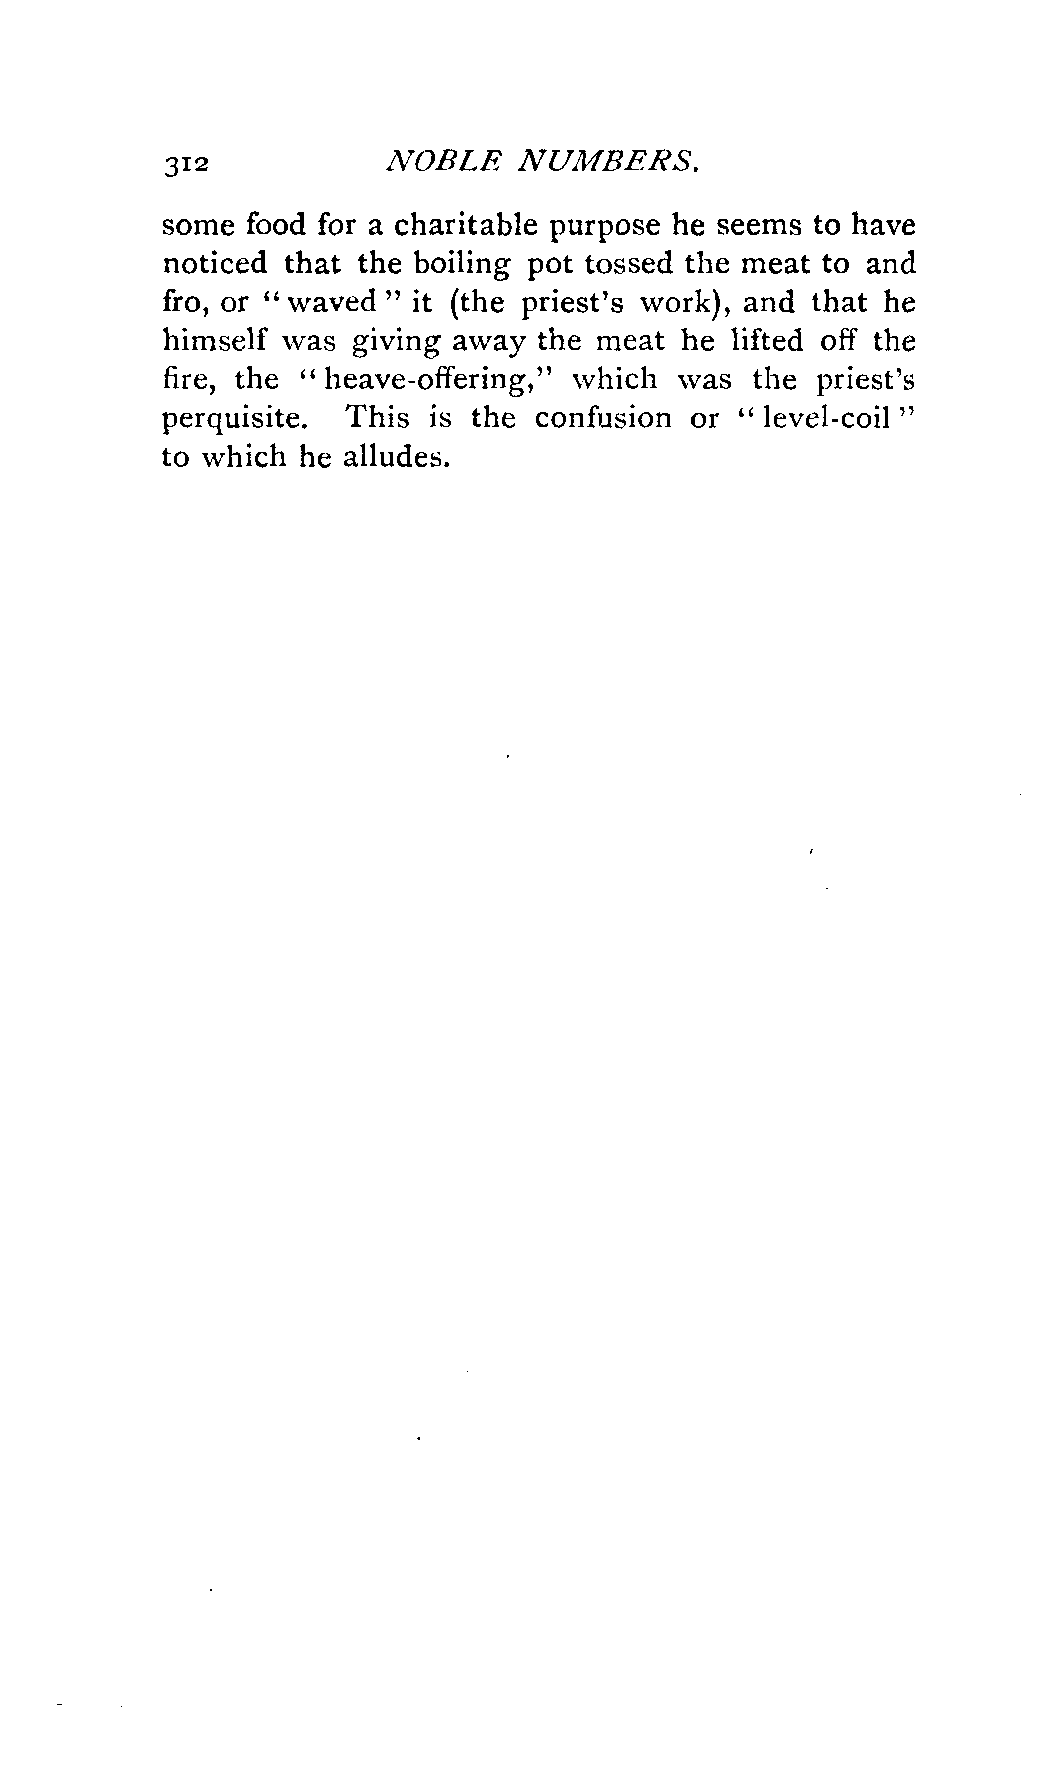 312 NOBLE NUMBERS.
some food for a charitable purpose he seems to have
noticed that the boiling pot tossed the meat to and
fro, or “waved” it (the priest's work), and that he
himself was giving away the meat he lifted off the
fire, the “heave-offering,” which was the priest's
perquisite. This is the confusion or “level-coil”
to which he alludes.